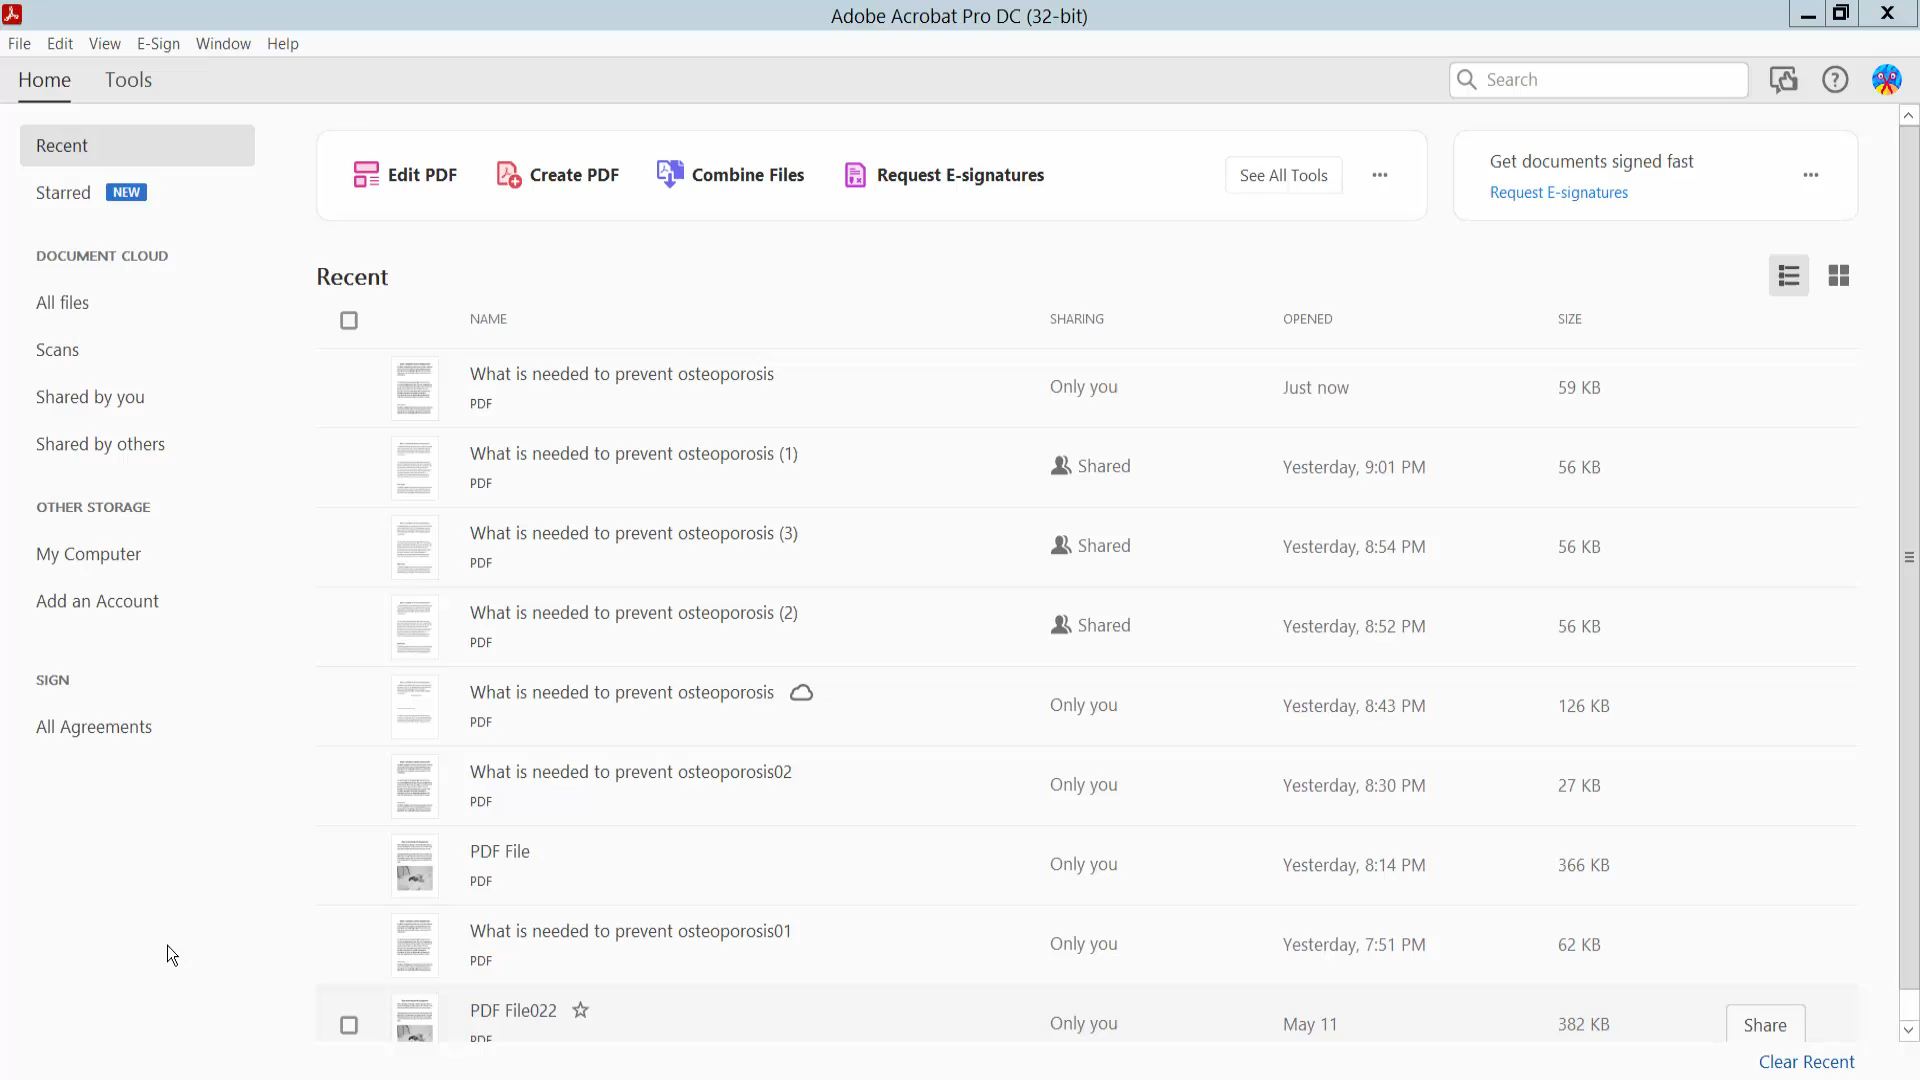 Adobe Acrobat Pro DC (32-bit)
File Edit View E-Sign Window Help
Home Tools Search
Recent
Starred NEW
DOCUMENT CLOUD
All files
Scans
Shared by you
Shared by others
OTHER STORAGE
My Computer
Add an Account
SIGN
All Agreements
Edit PDF Create PDF Combine Files Request E-signatures See All Tools
Get documents signed fast
Request E-signatures
Recent
NAME SHARING OPENED SIZE
What is needed to prevent osteoporosis Only you Just now 59 KB
PDF
What is needed to prevent osteoporosis (1) Shared Yesterday, 9:01 PM 56 KB
PDF
What is needed to prevent osteoporosis (3) Shared Yesterday, 8:54 PM 56 KB
PDF
What is needed to prevent osteoporosis (2) Shared Yesterday, 8:52 PM 56 KB
PDF
What is needed to prevent osteoporosis Only you Yesterday, 8:43 PM 126 KB
PDF
What is needed to prevent osteoporosis02 Only you Yesterday, 8:30 PM 27 KB
PDF
PDF File Only you Yesterday, 8:14 PM 366 KB
PDF
What is needed to prevent osteoporosis01 Only you Yesterday, 7:51 PM 62 KB
PDF
PDF File022 Only you May 11 382 KB Share
PDF
Clear Recent